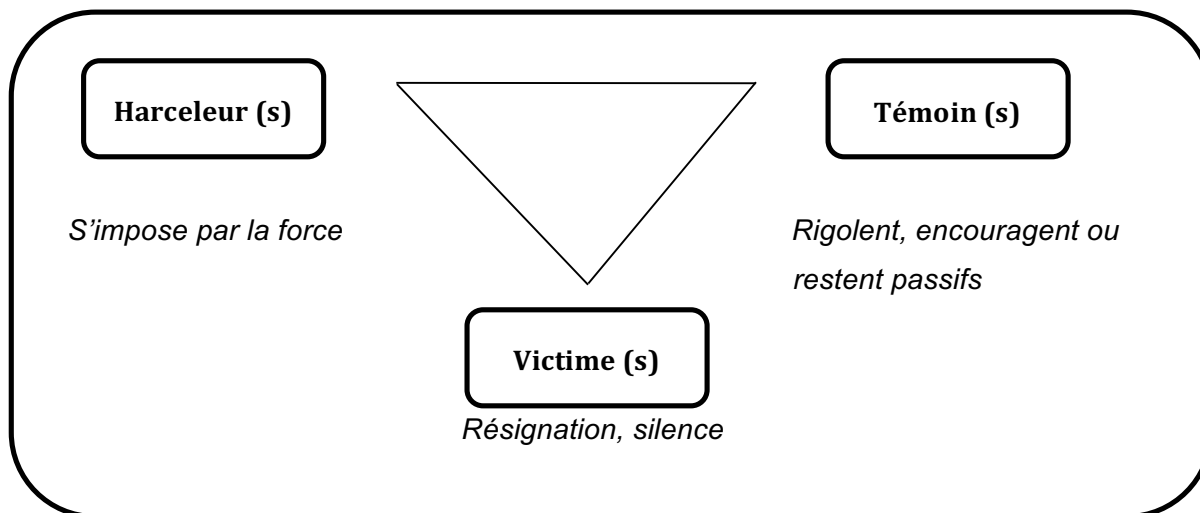 Harceleur (s)
Témoin (s)
S’impose par la force
Rigolent, encouragent ou
restent passifs
Victime (s)
Résignation, silence